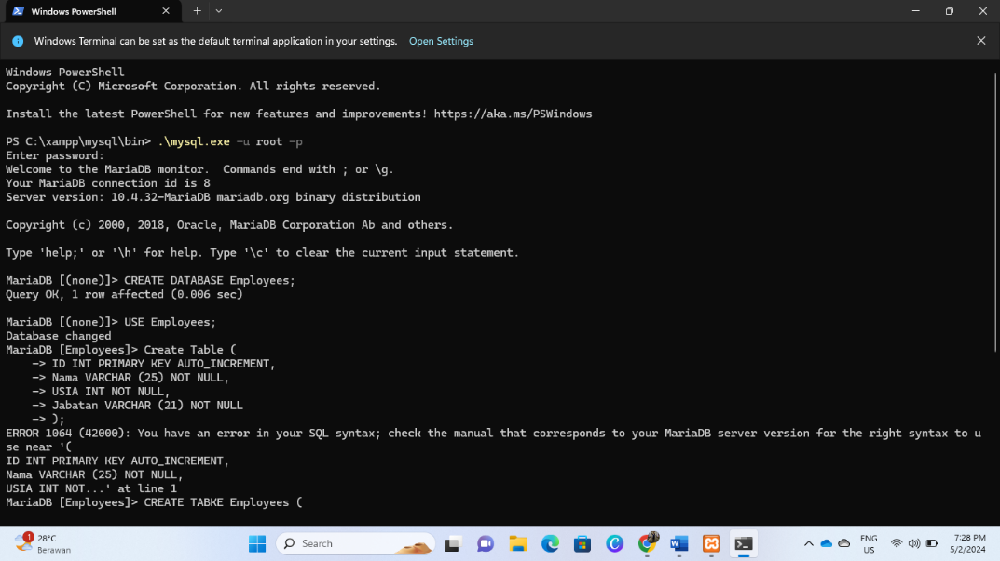 Windows PowerShell
Windows Terminal can be set as the default terminal application in your settings. Open Settings
Windows PowerShell
Copyright (C) Microsoft Corporation. All rights reserved.
Install the latest PowerShell for new features and improvements! https://aka.ms/PSWindows
PS C:\xampp\mysql\bin> .\mysql.exe -u root -p
Enter password:
Welcome to the MariaDB monitor.  Commands end with ; or \g.
Your MariaDB connection id is 8
Server version: 10.4.32-MariaDB mariadb.org binary distribution
Copyright (c) 2000, 2018, Oracle, MariaDB Corporation Ab and others.
Type 'help;' or '\h' for help. Type '\c' to clear the current input statement.
MariaDB [(none)]> CREATE DATABASE Employees;
Query OK, 1 row affected (0.006 sec)
MariaDB [(none)]> USE Employees;
Database changed
MariaDB [Employees]> Create Table (
    -> ID INT PRIMARY KEY AUTO_INCREMENT,
    -> Nama VARCHAR (25) NOT NULL,
    -> USIA INT NOT NULL,
    -> Jabatan VARCHAR (21) NOT NULL
    -> );
ERROR 1064 (42000): You have an error in your SQL syntax; check the manual that corresponds to your MariaDB server version for the right syntax to u
se near '(
ID INT PRIMARY KEY AUTO_INCREMENT,
Nama VARCHAR (25) NOT NULL,
USIA INT NOT...' at line 1
MariaDB [Employees]> CREATE TABKE Employees (
1
28°C
Berawan
Search
ENG
US
7:28 PM
5/2/2024